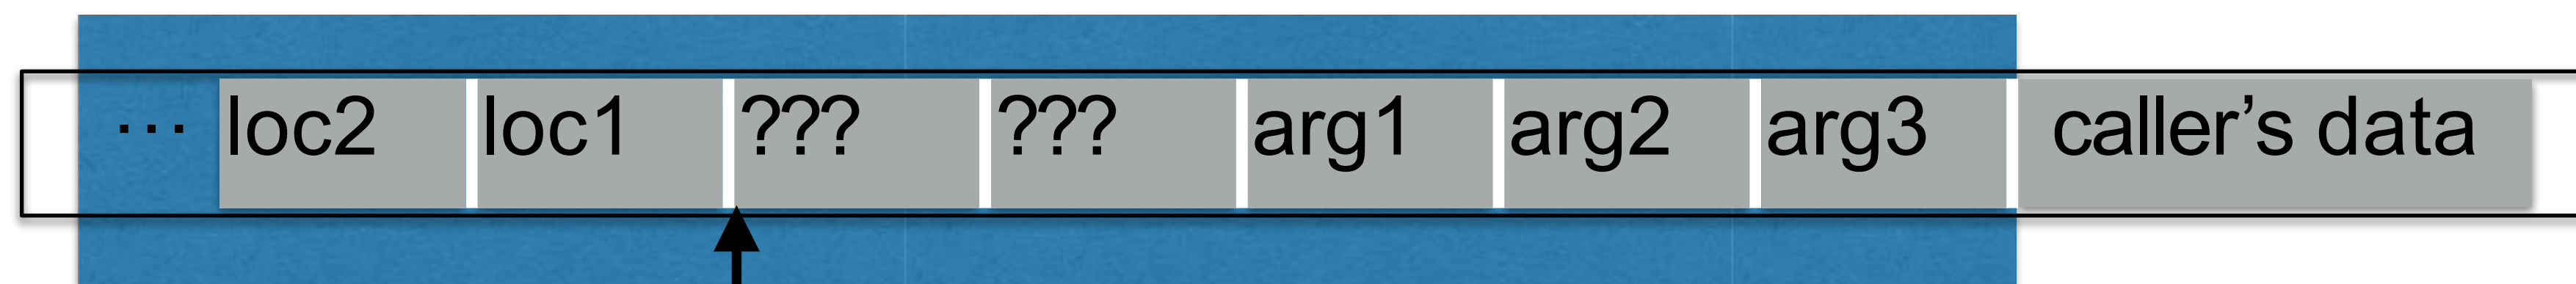 … loc2 loc1 ??? ??? arg1 arg2 arg3 caller’s data